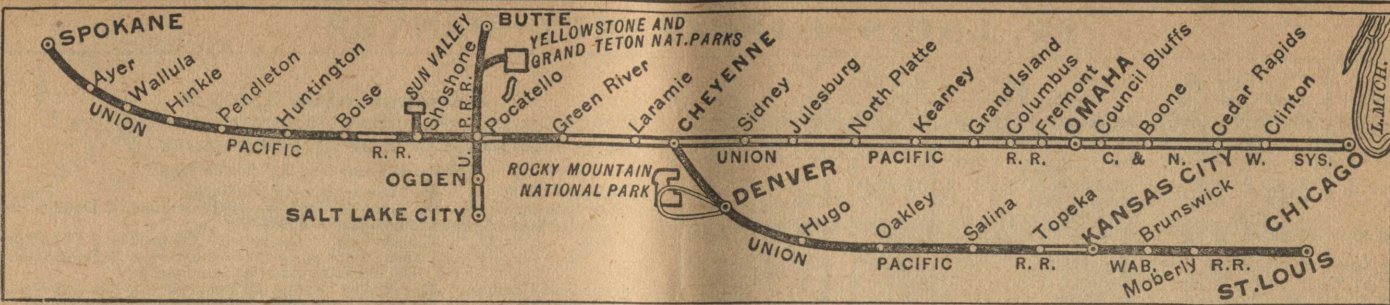 SPOKANE
Ayer
Wallula
Hinkle
Pendleton
Huntington
Boise
SUN VALLEY
Shoshone
BUTTE
YELLOWSTONE AND
GRAND TETON NAT. PARKS
Pocatello
Green River
Laramie
CHEYENNE
Sidney
Julesburg
North Platte
Kearney
Grand Island
Columbus
Fremont
OMAHA
Council Bluffs
Boone
Cedar Rapids
Clinton
L. MICH.
CHICAGO
UNION
PACIFIC
R. R.
U. P. R.R.
UNION
PACIFIC
R. R.
C. & N. W. SYS.
OGDEN
SALT LAKE CITY
ROCKY MOUNTAIN
NATIONAL PARK
DENVER
Hugo
Oakley
Salina
Topeka
KANSAS CITY
Brunswick
Moberly
ST. LOUIS
UNION
PACIFIC
R. R.
WAB.
R.R.